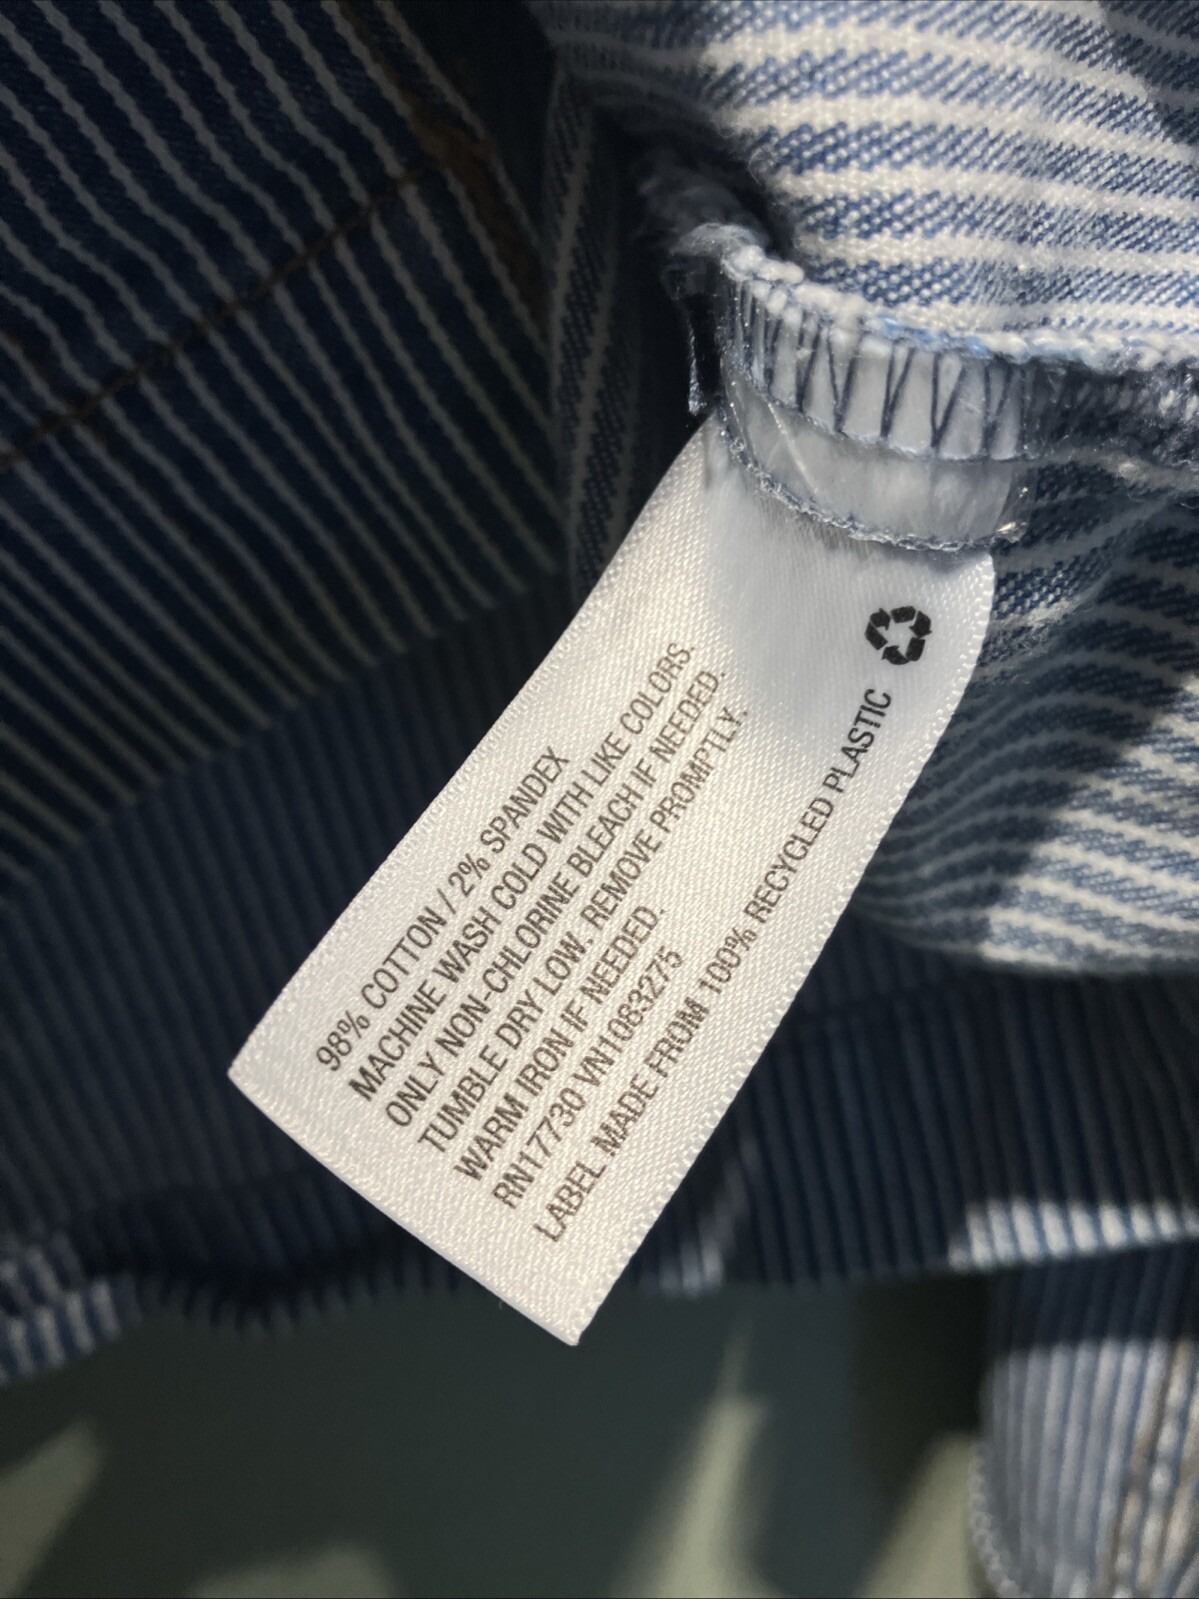 98% COTTON / 2% SPANDEX
MACHINE WASH COLD WITH LIKE COLORS.
ONLY NON-CHLORINE BLEACH IF NEEDED.
TUMBLE DRY LOW. REMOVE PROMPTLY.
WARM IRON IF NEEDED.
RN17730 VN1083275
LABEL MADE FROM 100% RECYCLED PLASTIC